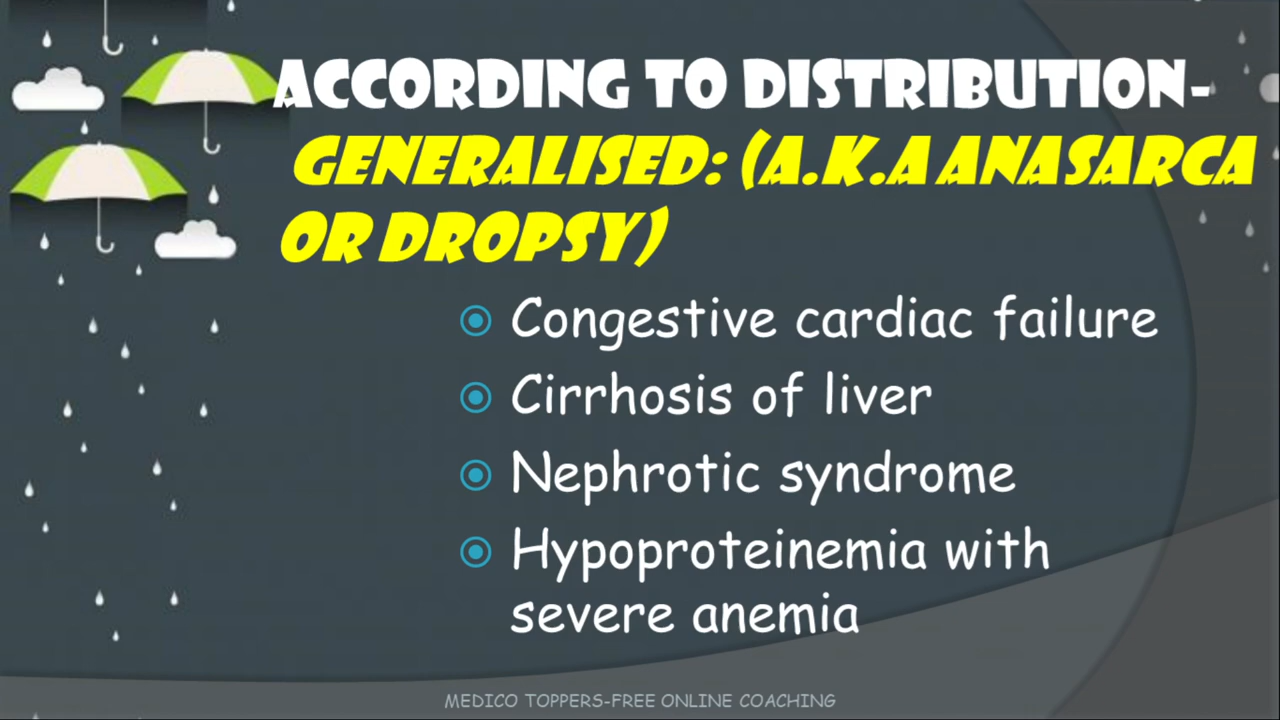 ACCORDING TO DISTRIBUTION-
GENERALISED: (A.K.A ANASARCA
OR DROPSY)
Congestive cardiac failure
Cirrhosis of liver
Nephrotic syndrome
Hypoproteinemia with
severe anemia
MEDICO TOPPERS-FREE ONLINE COACHING